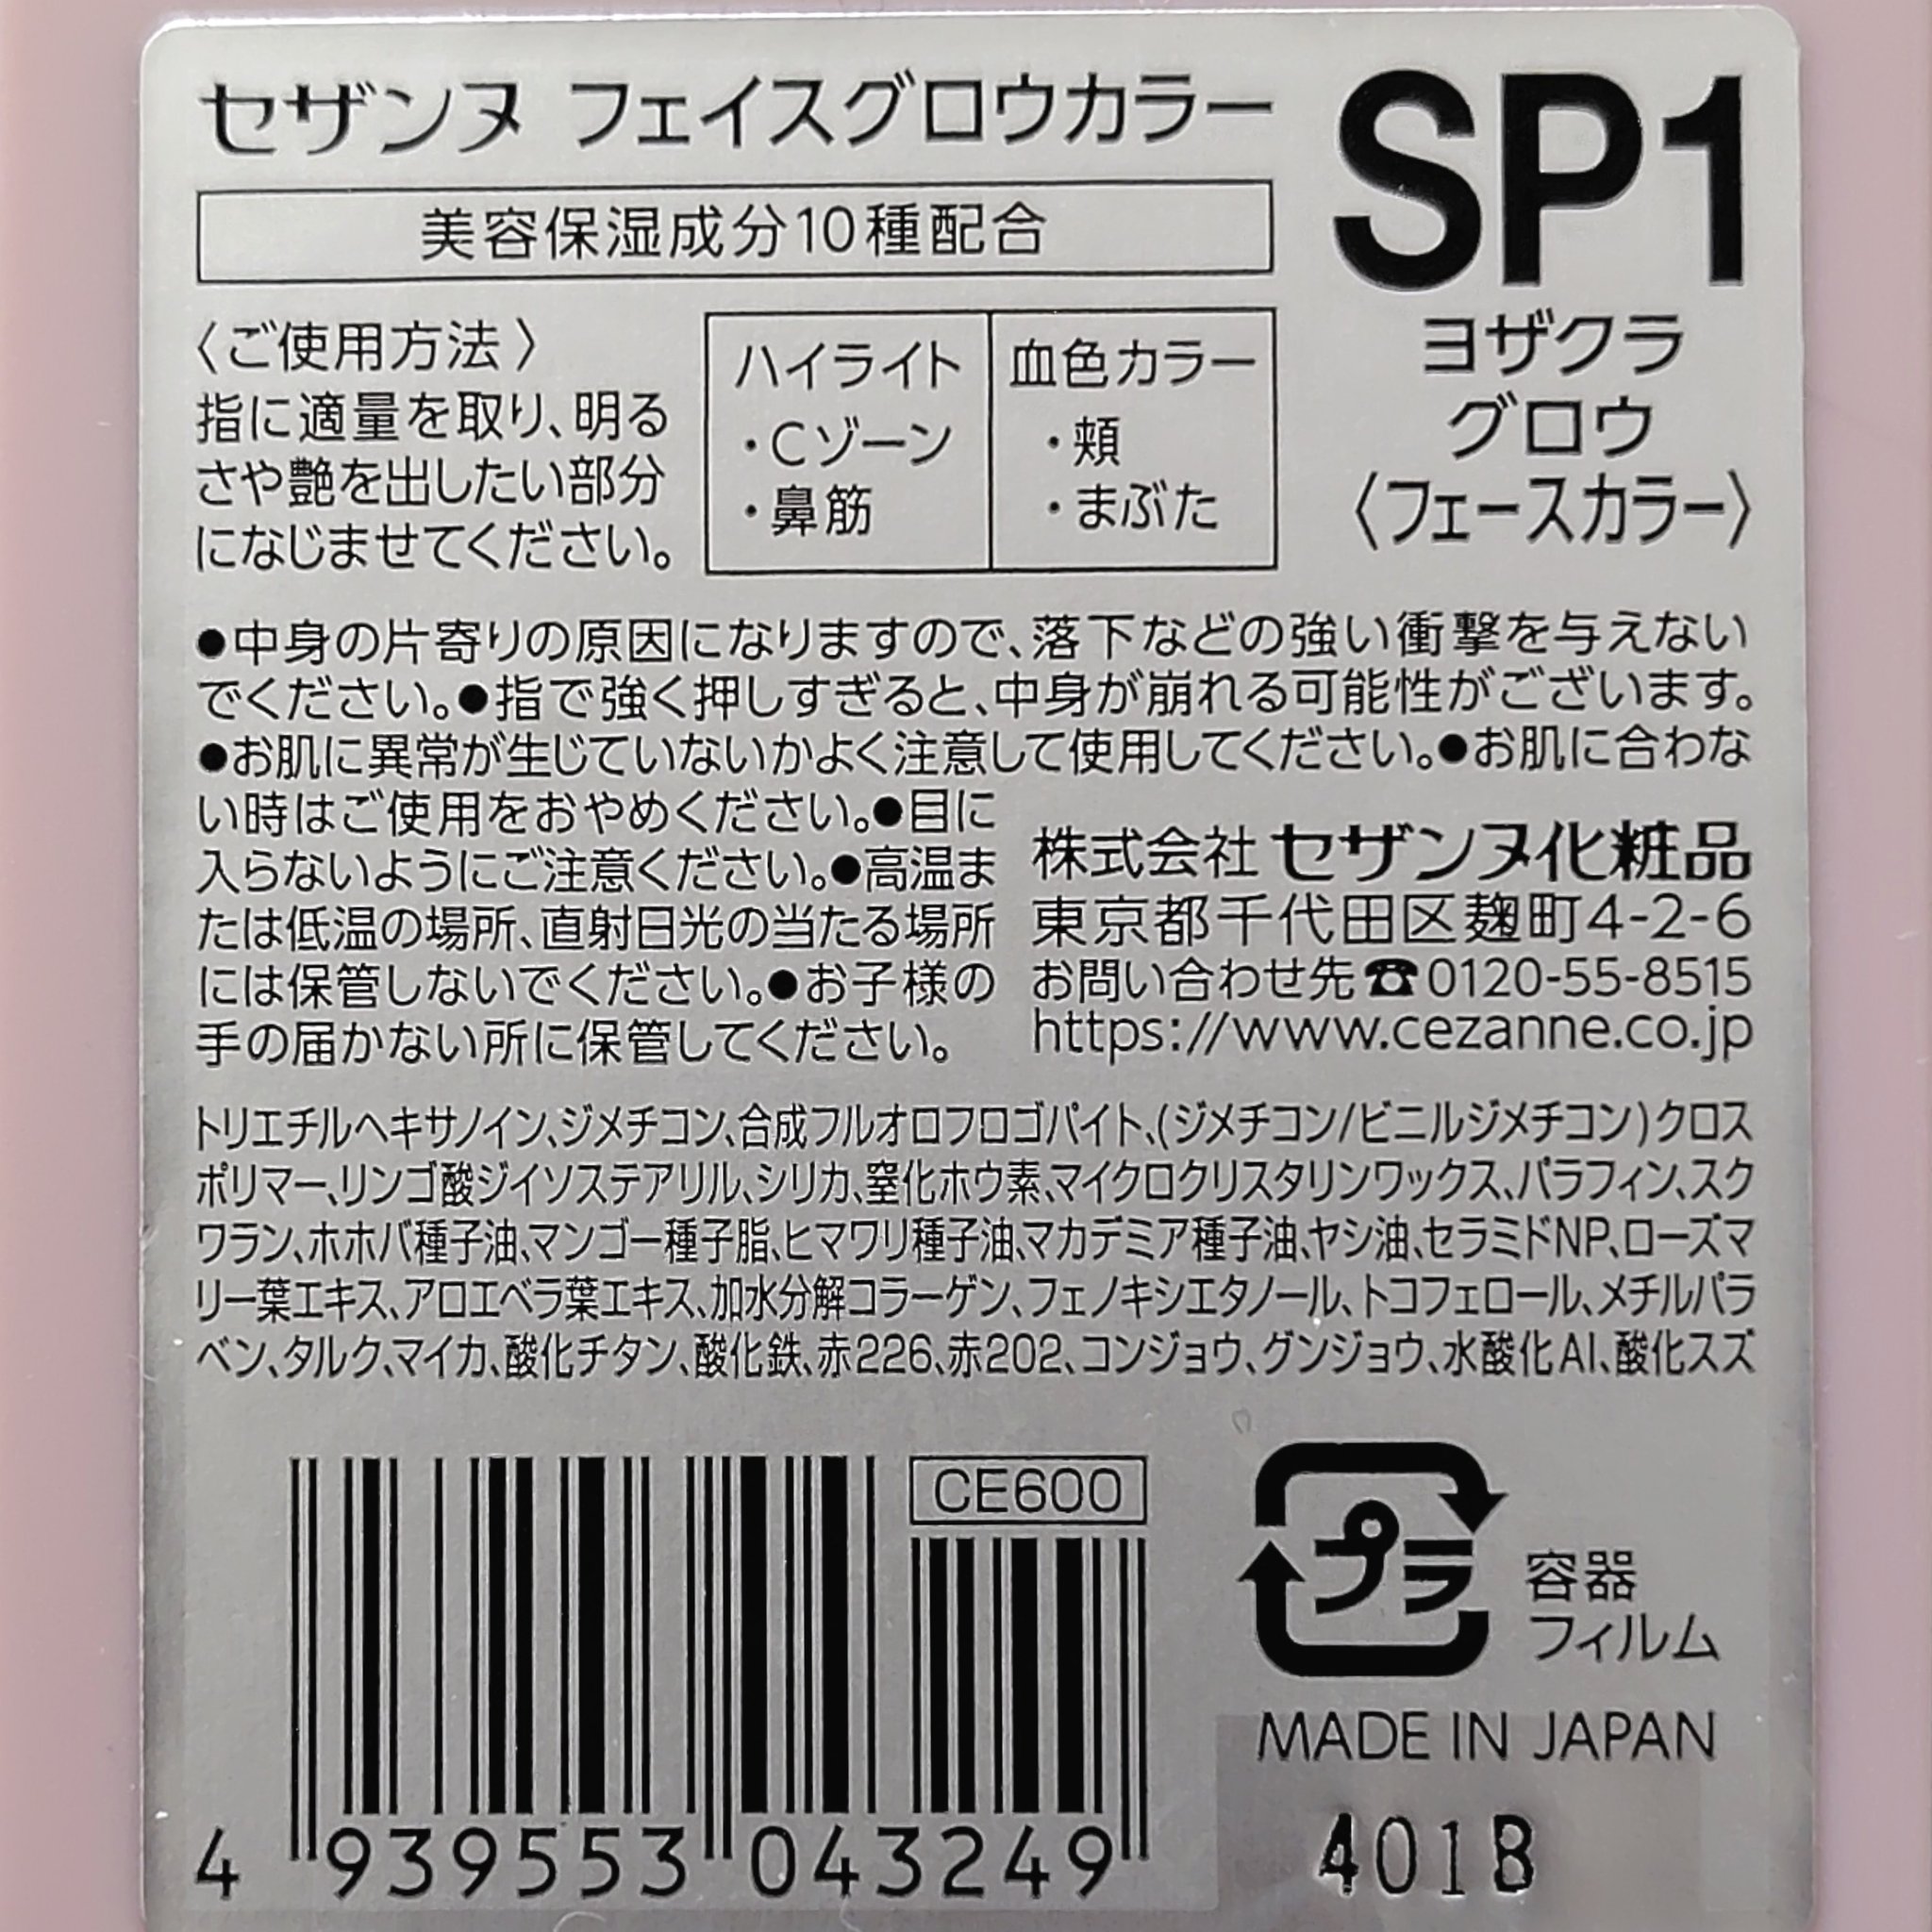 セザンヌ フェイスグロウカラー
SP1
美容保湿成分10種配合
ヨザクラ
グロウ
〈フェースカラー〉
〈ご使用方法〉
指に適量を取り、明る
さや艶を出したい部分
になじませてください。
ハイライト
・Cゾーン
・鼻筋
血色カラー
・頬
・まぶた
●中身の片寄りの原因になりますので、落下などの強い衝撃を与えない
でください。●指で強く押しすぎると、中身が崩れる可能性がございます。
●お肌に異常が生じていないかよく注意して使用してください。●お肌に合わな
い時はご使用をおやめください。●目に
入らないようにご注意ください。●高温ま
たは低温の場所、直射日光の当たる場所
には保管しないでください。●お子様の
手の届かない所に保管してください。
株式会社 セザンヌ化粧品
東京都千代田区麹町4-2-6
お問い合わせ先☎0120-55-8515
https://www.cezanne.co.jp
トリエチルヘキサノイン、ジメチコン、合成フルオロフロゴパイト、(ジメチコン/ビニルジメチコン)クロス
ポリマー、リンゴ酸ジイソステアリル、シリカ、窒化ホウ素、マイクロクリスタリンワックス、パラフィン、スク
ワラン、ホホバ種子油、マンゴー種子脂、ヒマワリ種子油、マカデミア種子油、ヤシ油、セラミドNP、ローズマ
リー葉エキス、アロエベラ葉エキス、加水分解コラーゲン、フェノキシエタノール、トコフェロール、メチルパラ
ベン、タルク、マイカ、酸化チタン、酸化鉄、赤226、赤202、コンジョウ、グンジョウ、水酸化Al、酸化スズ
CE600
プラ
容器
フィルム
MADE IN JAPAN
4 939553 043249
401B